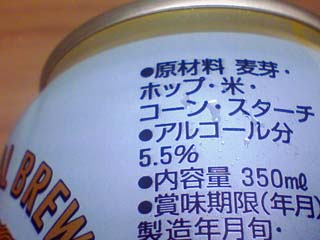 ●原材料 麦芽・
ホップ・米・
コーン・スターチ
●アルコール分
5.5%
●内容量 350mℓ
●賞味期限(年月)
製造年月旬・
AL BREW